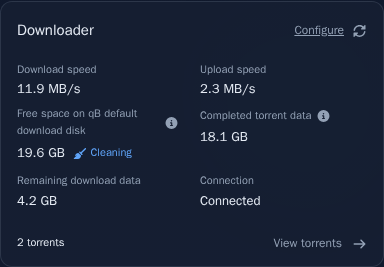 Downloader
Configure
Download speed
Upload speed
11.9 MB/s
2.3 MB/s
Free space on qB default
download disk
Completed torrent data
19.6 GB
Cleaning
18.1 GB
Remaining download data
Connection
4.2 GB
Connected
2 torrents
View torrents